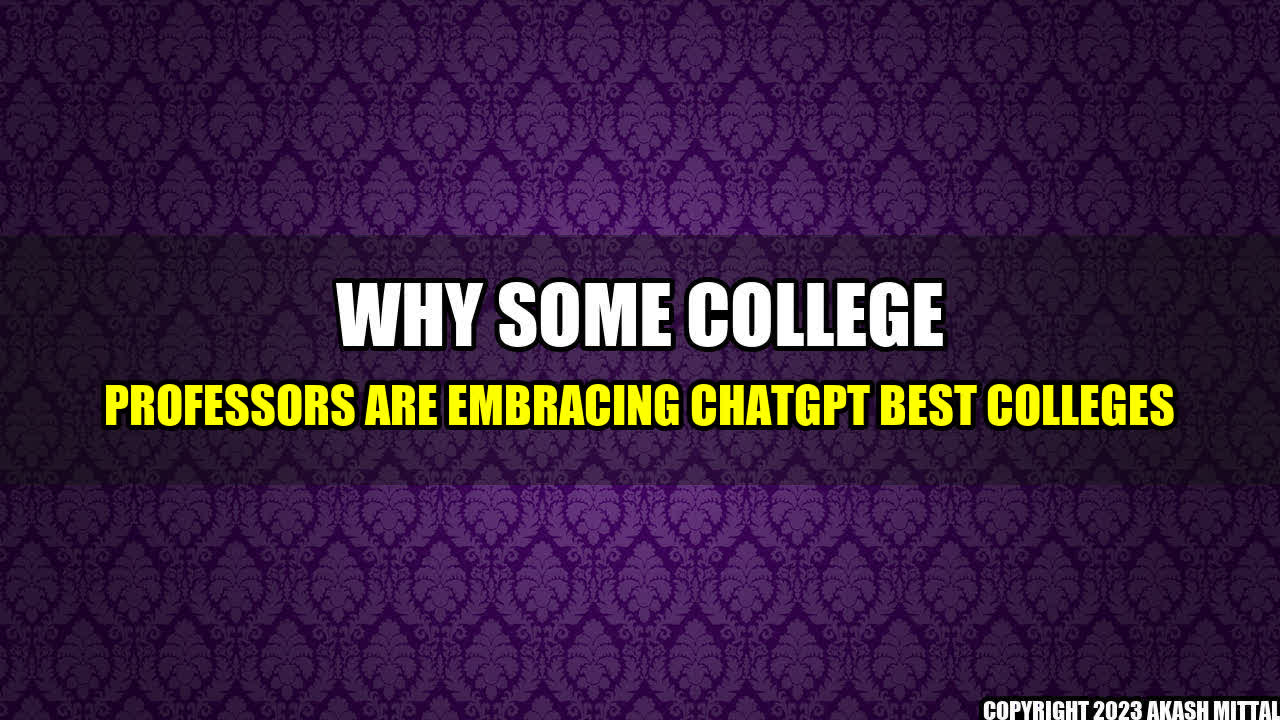 WHY SOME COLLEGE
PROFESSORS ARE EMBRACING CHATGPT BEST COLLEGES
COPYRIGHT 2023 AKASH MITTAL